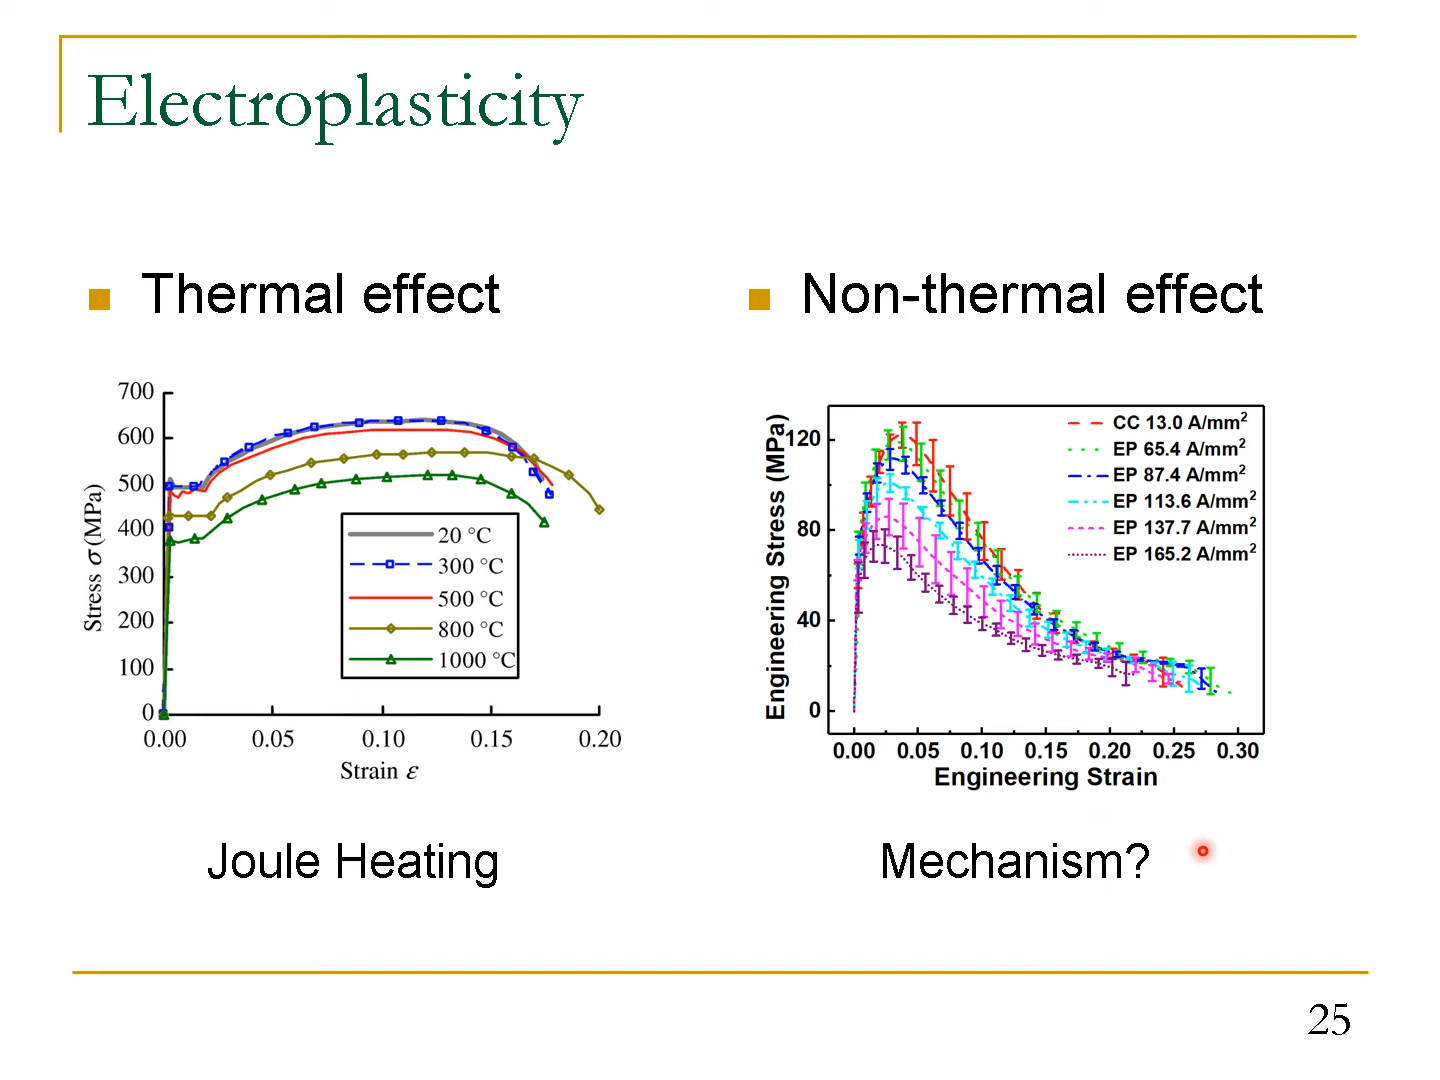 Electroplasticity
Thermal effect
Non-thermal effect
700
600
500
400
300
200
100
0
Stress σ (MPa)
0.00 0.05 0.10 0.15 0.20
Strain ε
20 °C
300 °C
500 °C
800 °C
1000 °C
Engineering Stress (MPa)
120
80
40
0
CC 13.0 A/mm²
EP 65.4 A/mm²
EP 87.4 A/mm²
EP 113.6 A/mm²
EP 137.7 A/mm²
EP 165.2 A/mm²
0.00 0.05 0.10 0.15 0.20 0.25 0.30
Engineering Strain
Joule Heating
Mechanism?
25